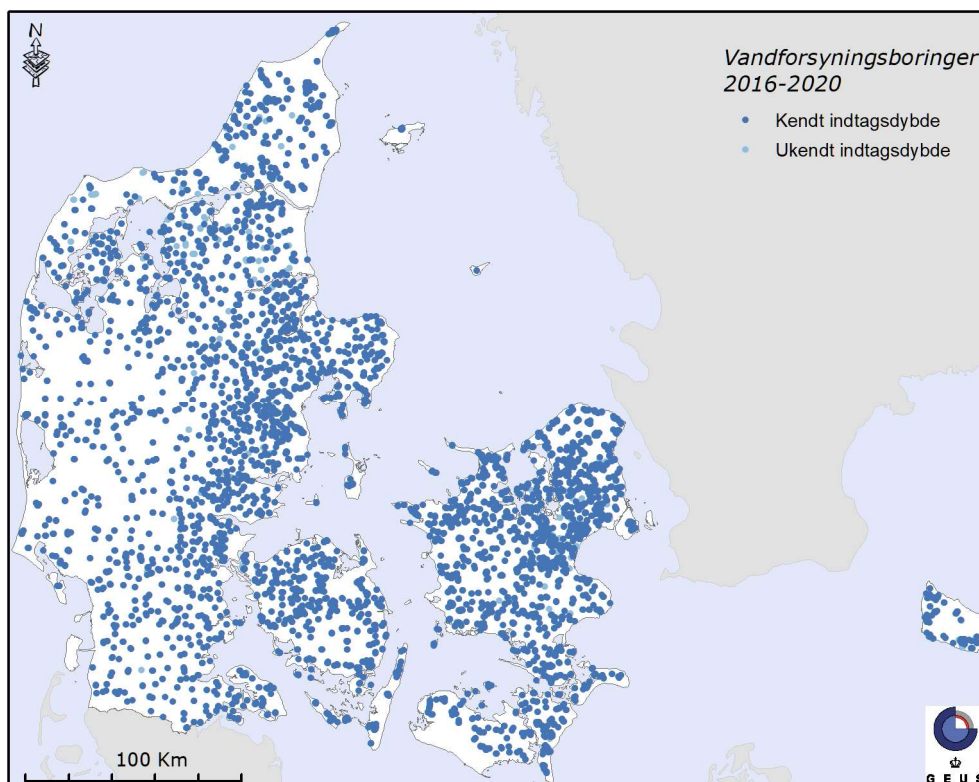 N
Vandforsyningsboringer
2016-2020
Kendt indtagsdybde
Ukendt indtagsdybde
100 Km
G E U S